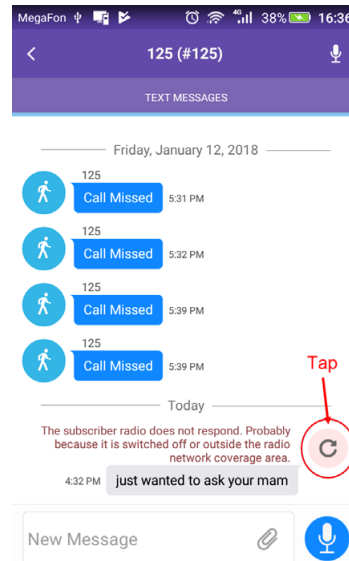 MegaFon 4G 38% 16:36
125 (#125)
TEXT MESSAGES
Friday, January 12, 2018
125
Call Missed 5:31 PM
125
Call Missed 5:32 PM
125
Call Missed 5:39 PM
125
Call Missed 5:39 PM
Tap
Today
The subscriber radio does not respond. Probably
because it is switched off or outside the radio
network coverage area.
4:32 PM just wanted to ask your mam
New Message